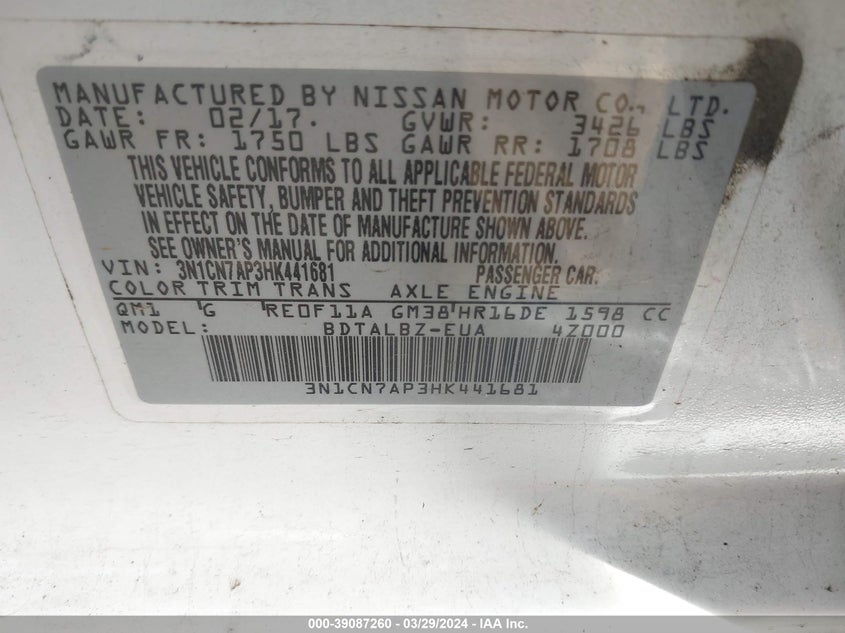 MANUFACTURED BY NISSAN MOTOR CO., LTD.
DATE: 02/17. GVWR: 3426 LBS
GAWR FR: 1750 LBS GAWR RR: 1708 LBS
THIS VEHICLE CONFORMS TO ALL APPLICABLE FEDERAL MOTOR
VEHICLE SAFETY, BUMPER AND THEFT PREVENTION STANDARDS
IN EFFECT ON THE DATE OF MANUFACTURE SHOWN ABOVE.
SEE OWNER'S MANUAL FOR ADDITIONAL INFORMATION.
VIN: 3N1CN7AP3HK441681 PASSENGER CAR.
COLOR TRIM TRANS AXLE ENGINE
QM1 G RE0F11A GM38 HR16DE 1598 CC
MODEL: BDTALBZ-EUA 4Z000
3N1CN7AP3HK441681
000-39087260 - 03/29/2024 - IAA Inc.